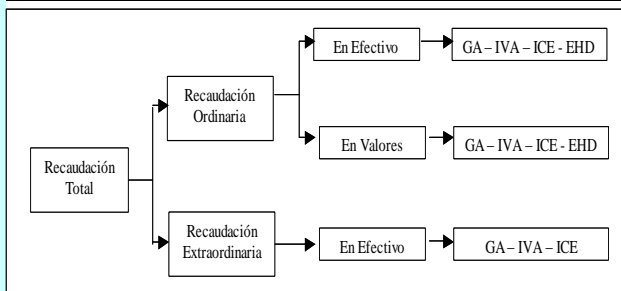 En Efectivo
GA – IVA – ICE - EHD
Recaudación
Ordinaria
En Valores
GA – IVA – ICE - EHD
Recaudación
Total
Recaudación
Extraordinaria
En Efectivo
GA – IVA – ICE